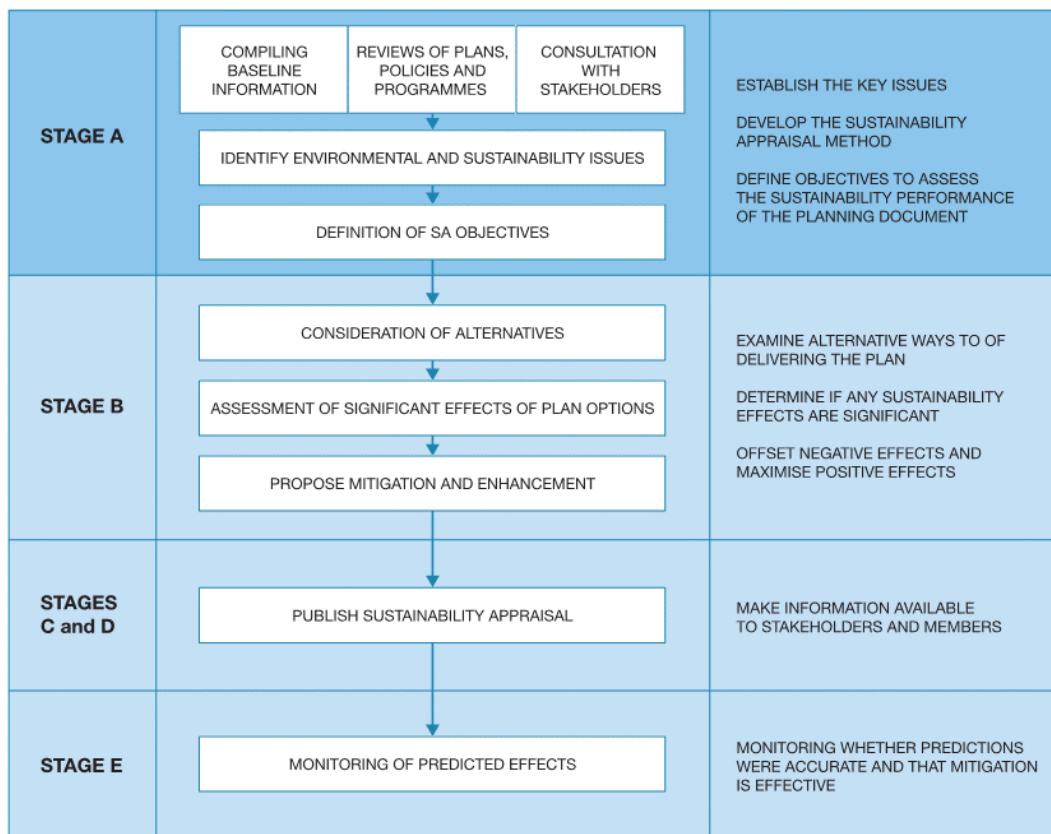 STAGE A
COMPILING
BASELINE
INFORMATION
REVIEWS OF PLANS,
POLICIES AND
PROGRAMMES
CONSULTATION
WITH
STAKEHOLDERS
IDENTIFY ENVIRONMENTAL AND SUSTAINABILITY ISSUES
DEFINITION OF SA OBJECTIVES
ESTABLISH THE KEY ISSUES
DEVELOP THE SUSTAINABILITY
APPRAISAL METHOD
DEFINE OBJECTIVES TO ASSESS
THE SUSTAINABILITY PERFORMANCE
OF THE PLANNING DOCUMENT
STAGE B
CONSIDERATION OF ALTERNATIVES
ASSESSMENT OF SIGNIFICANT EFFECTS OF PLAN OPTIONS
PROPOSE MITIGATION AND ENHANCEMENT
EXAMINE ALTERNATIVE WAYS TO OF
DELIVERING THE PLAN
DETERMINE IF ANY SUSTAINABILITY
EFFECTS ARE SIGNIFICANT
OFFSET NEGATIVE EFFECTS AND
MAXIMISE POSITIVE EFFECTS
STAGES
C and D
PUBLISH SUSTAINABILITY APPRAISAL
MAKE INFORMATION AVAILABLE
TO STAKEHOLDERS AND MEMBERS
STAGE E
MONITORING OF PREDICTED EFFECTS
MONITORING WHETHER PREDICTIONS
WERE ACCURATE AND THAT MITIGATION
IS EFFECTIVE